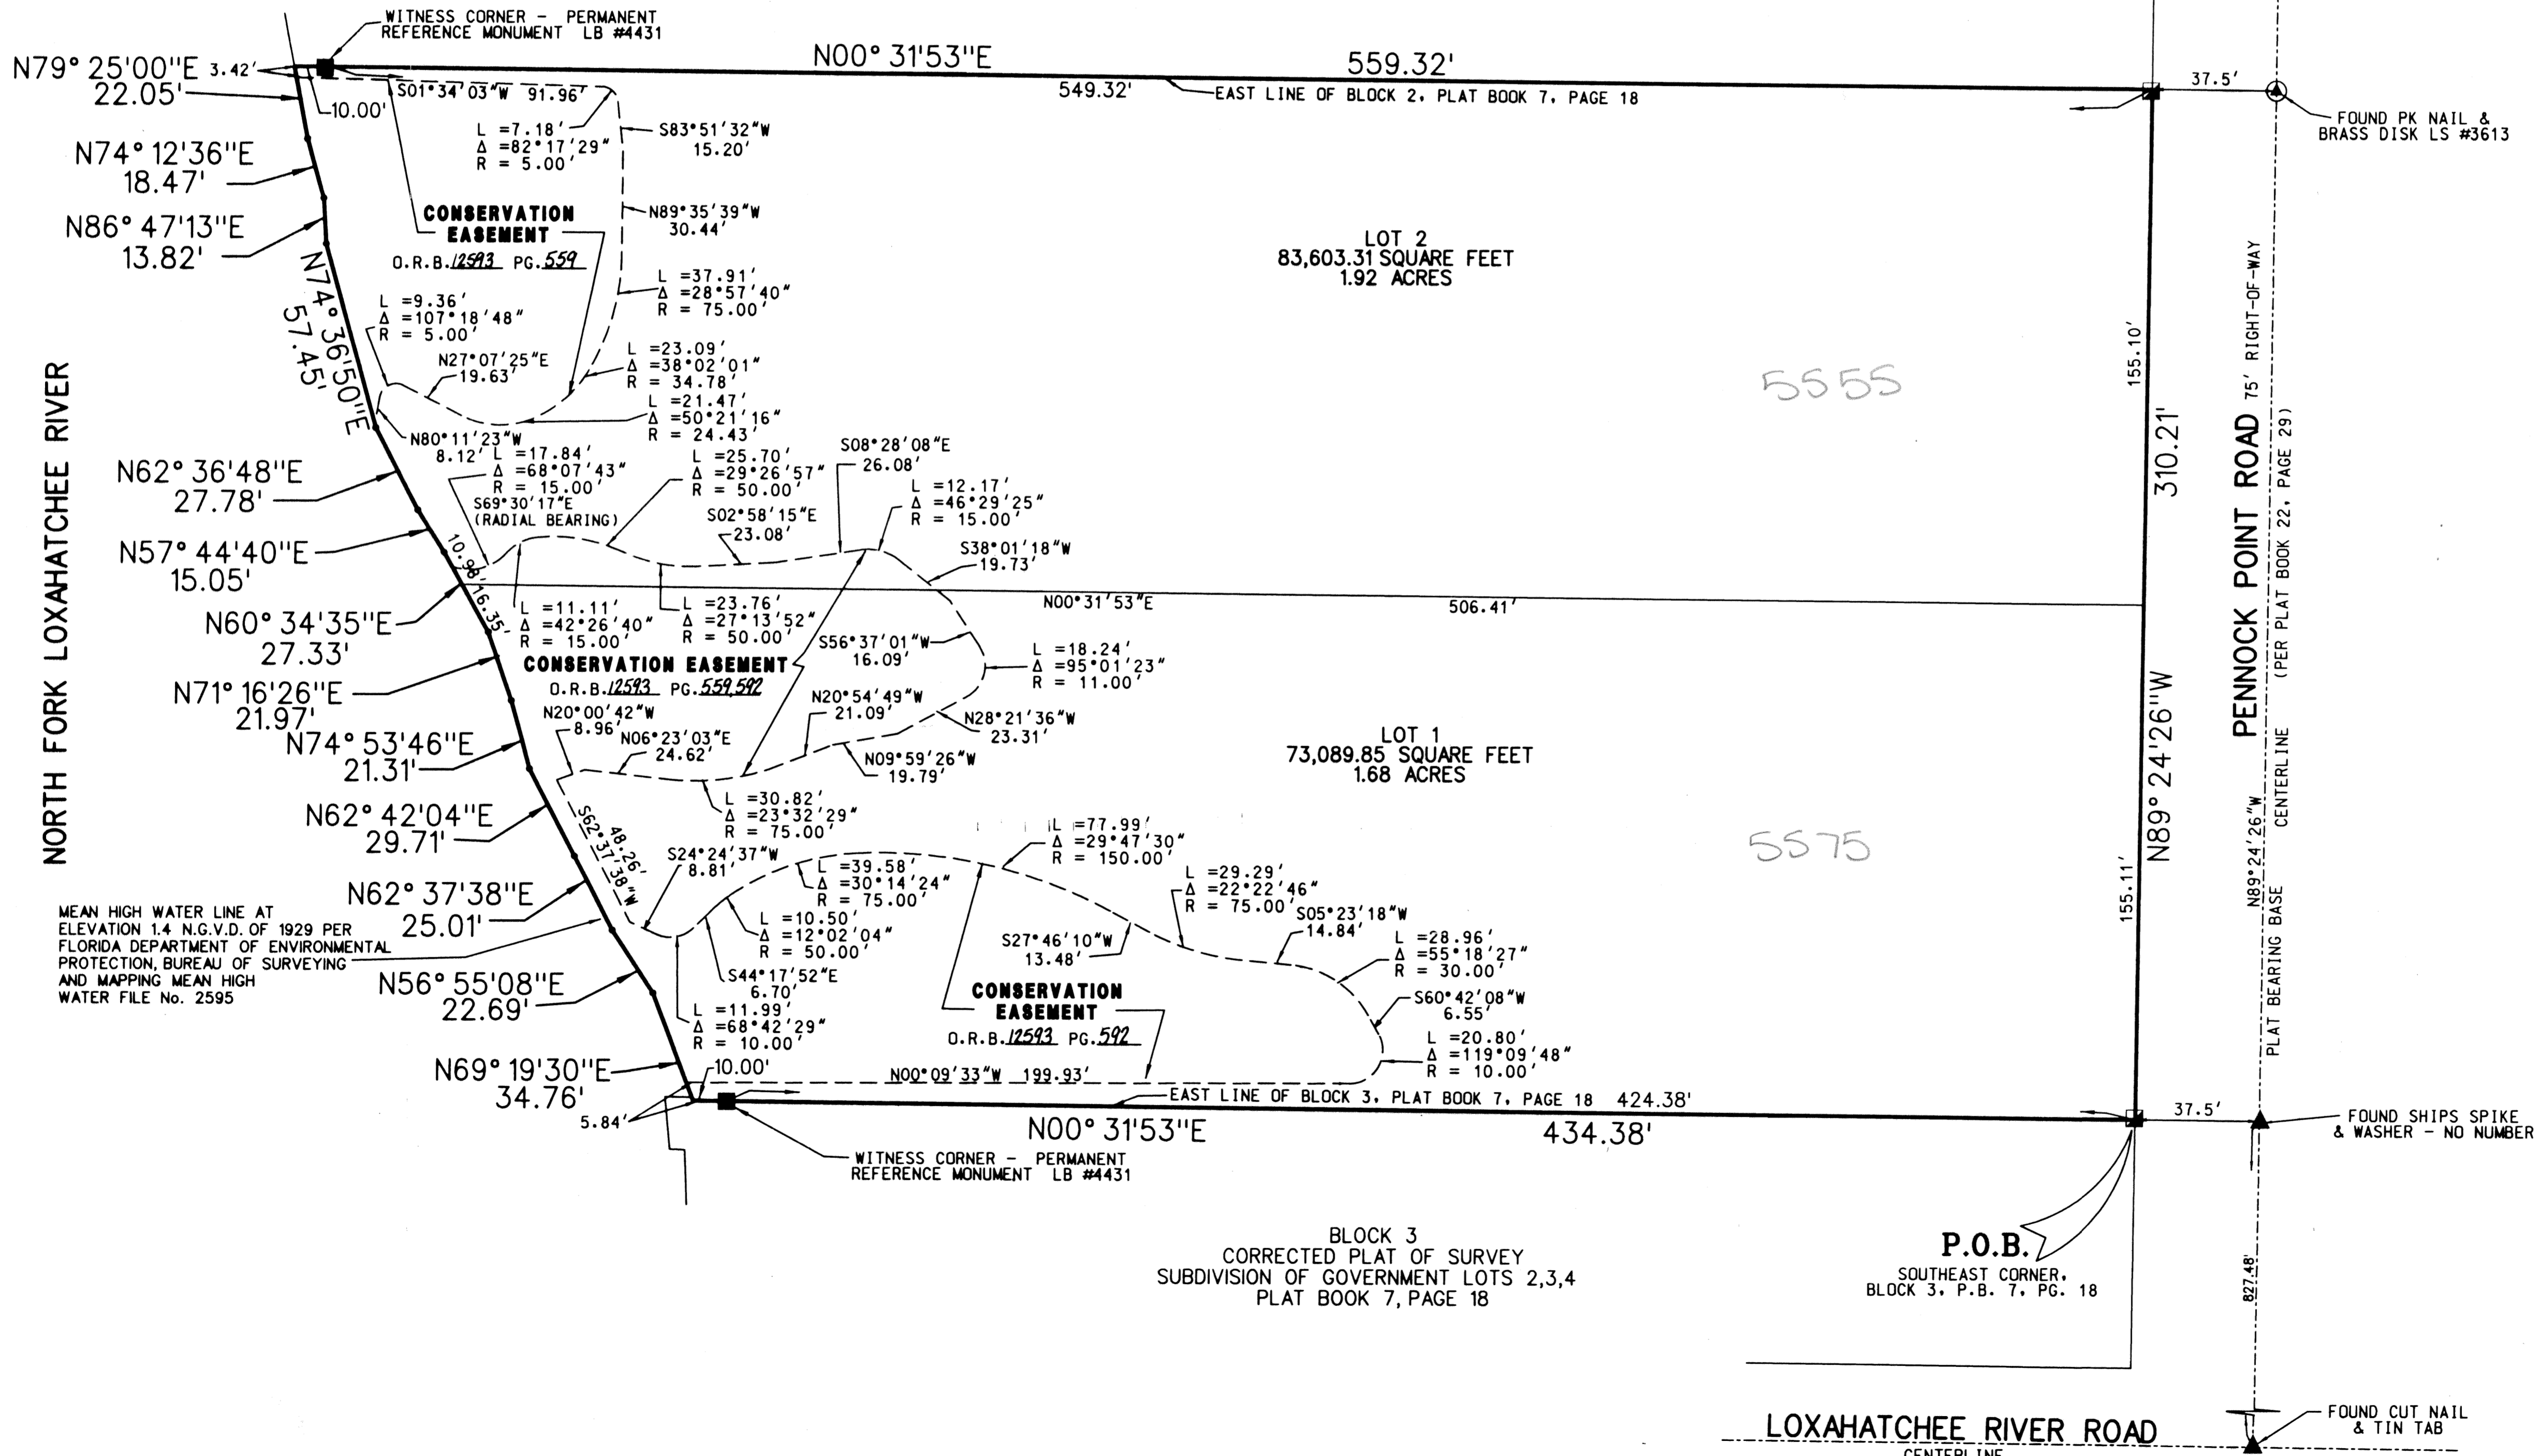 WITNESS CORNER - PERMANENT
REFERENCE MONUMENT LB #4431
N79°25'00"E 3.42'
22.05'
10.00'
S01°34'03"W 91.96'
N00°31'53"E
559.32'
549.32'
EAST LINE OF BLOCK 2, PLAT BOOK 7, PAGE 18
37.5'
FOUND PK NAIL &
BRASS DISK LS #3613
N74°12'36"E
18.47'
L =7.18'
Δ =82°17'29"
R = 5.00'
S83°51'32"W
15.20'
N86°47'13"E
13.82'
CONSERVATION
EASEMENT
O.R.B. 12593 PG. 559
N89°35'39"W
30.44'
LOT 2
83,603.31 SQUARE FEET
1.92 ACRES
N74°36'50"E
57.45'
L =37.91'
Δ =28°57'40"
R = 75.00'
L =9.36'
Δ =107°18'48"
R = 5.00'
N27°07'25"E
19.63'
L =23.09'
Δ =38°02'01"
R = 34.78'
L =21.47'
Δ =50°21'16"
R = 24.43'
5555
155.10'
310.21'
PENNOCK POINT ROAD 75' RIGHT-OF-WAY
CENTERLINE (PER PLAT BOOK 22, PAGE 29)
NORTH FORK LOXAHATCHEE RIVER
N80°11'23"W
8.12'
L =17.84'
Δ =68°07'43"
R = 15.00'
S69°30'17"E
(RADIAL BEARING)
L =25.70'
Δ =29°26'57"
R = 50.00'
S08°28'08"E
26.08'
S02°58'15"E
23.08'
L =12.17'
Δ =46°29'25"
R = 15.00'
S38°01'18"W
19.73'
N62°36'48"E
27.78'
N57°44'40"E
15.05'
10.98'
16.35'
N60°34'35"E
27.33'
N00°31'53"E
506.41'
L =11.11'
Δ =42°26'40"
R = 15.00'
L =23.76'
Δ =27°13'52"
R = 50.00'
S56°37'01"W
16.09'
L =18.24'
Δ =95°01'23"
R = 11.00'
CONSERVATION EASEMENT
O.R.B. 12593 PG. 559,592
N71°16'26"E
21.97'
N20°00'42"W
8.96'
N06°23'03"E
24.62'
N20°54'49"W
21.09'
N28°21'36"W
23.31'
N09°59'26"W
19.79'
LOT 1
73,089.85 SQUARE FEET
1.68 ACRES
N89°24'26"W
N74°53'46"E
21.31'
N62°42'04"E
29.71'
48.26'
S62°37'38"W
L =30.82'
Δ =23°32'29"
R = 75.00'
S24°24'37"W
8.81'
L =77.99'
Δ =29°47'30"
R = 150.00'
5575
155.11'
N89°24'26"W
PLAT BEARING BASE
L =39.58'
Δ =30°14'24"
R = 75.00'
L =29.29'
Δ =22°22'46"
R = 75.00'
N62°37'38"E
25.01'
MEAN HIGH WATER LINE AT
ELEVATION 1.4 N.G.V.D. OF 1929 PER
FLORIDA DEPARTMENT OF ENVIRONMENTAL
PROTECTION, BUREAU OF SURVEYING
AND MAPPING MEAN HIGH
WATER FILE No. 2595
L =10.50'
Δ =12°02'04"
R = 50.00'
S27°46'10"W
13.48'
S05°23'18"W
14.84'
L =28.96'
Δ =55°18'27"
R = 30.00'
S44°17'52"E
6.70'
N56°55'08"E
22.69'
L =11.99'
Δ =68°42'29"
R = 10.00'
CONSERVATION
EASEMENT
O.R.B. 12593 PG. 592
S60°42'08"W
6.55'
L =20.80'
Δ =119°09'48"
R = 10.00'
N69°19'30"E
34.76'
10.00'
5.84'
N00°09'33"W 199.93'
EAST LINE OF BLOCK 3, PLAT BOOK 7, PAGE 18 424.38'
N00°31'53"E
434.38'
37.5'
FOUND SHIPS SPIKE
& WASHER - NO NUMBER
WITNESS CORNER - PERMANENT
REFERENCE MONUMENT LB #4431
BLOCK 3
CORRECTED PLAT OF SURVEY
SUBDIVISION OF GOVERNMENT LOTS 2,3,4
PLAT BOOK 7, PAGE 18
P.O.B.
SOUTHEAST CORNER,
BLOCK 3, P.B. 7, PG. 18
827.48'
LOXAHATCHEE RIVER ROAD
CENTERLINE
FOUND CUT NAIL
& TIN TAB